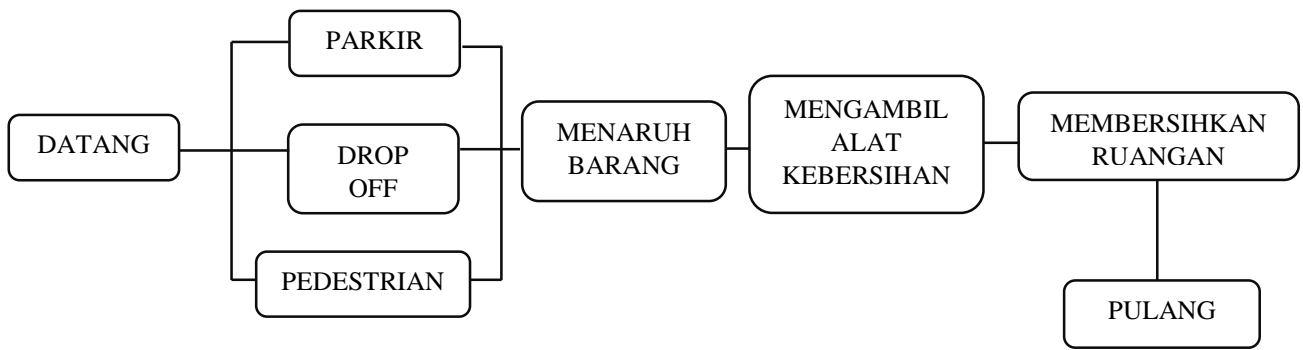 DATANG
PARKIR
DROP
OFF
PEDESTRIAN
MENARUH
BARANG
MENGAMBIL
ALAT
KEBERSIHAN
MEMBERSIHKAN
RUANGAN
PULANG